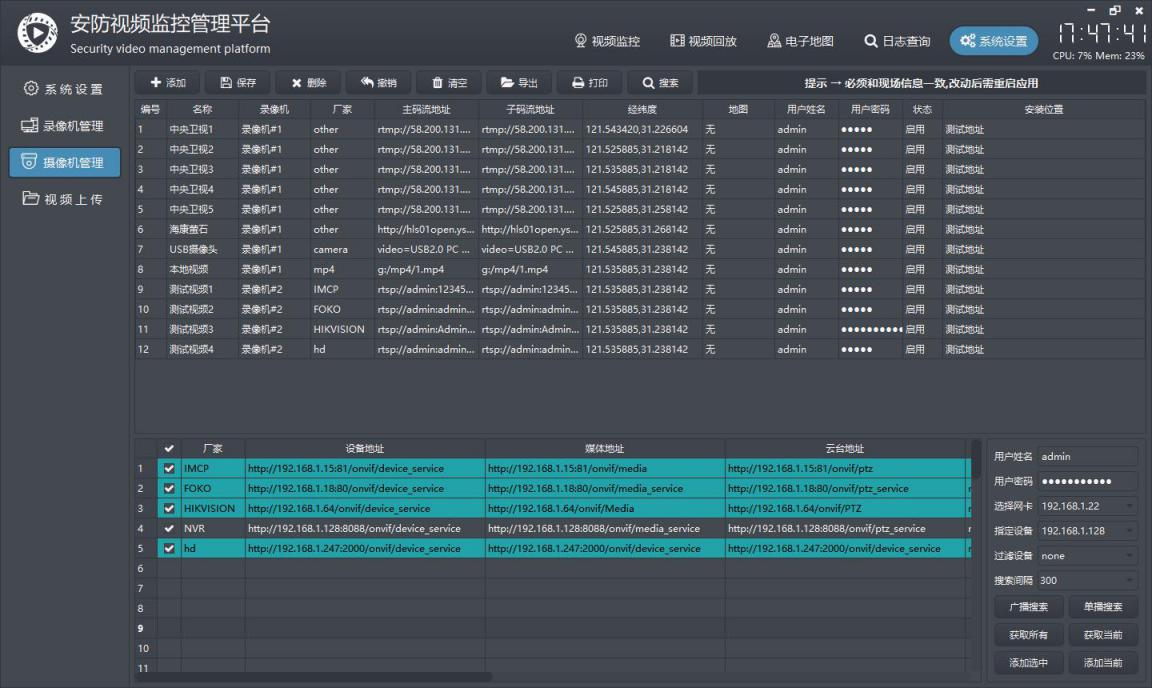 安防视频监控管理平台
Security video management platform
视频监控 视频回放 电子地图 日志查询 系统设置
17:47:41
CPU: 7% Mem: 23%
系统设置
录像机管理
摄像机管理
视频上传
添加 保存 删除 撤销 清空 导出 打印 搜索 提示 → 必须和现场信息一致,改动后需重启应用
编号 名称 录像机 厂家 主码流地址 子码流地址 经纬度 地图 用户姓名 用户密码 状态 安装位置
1 中央卫视1 录像机#1 other rtmp://58.200.131.... rtmp://58.200.131.... 121.543420,31.226604 无 admin ●●●●● 启用 测试地址
2 中央卫视2 录像机#1 other rtmp://58.200.131.... rtmp://58.200.131.... 121.525885,31.218142 无 admin ●●●●● 启用 测试地址
3 中央卫视3 录像机#1 other rtmp://58.200.131.... rtmp://58.200.131.... 121.535885,31.218142 无 admin ●●●●● 启用 测试地址
4 中央卫视4 录像机#1 other rtmp://58.200.131.... rtmp://58.200.131.... 121.545885,31.218142 无 admin ●●●●● 启用 测试地址
5 中央卫视5 录像机#1 other rtmp://58.200.131.... rtmp://58.200.131.... 121.525885,31.258142 无 admin ●●●●● 启用 测试地址
6 海康萤石 录像机#1 other http://hls01open.ys... http://hls01open.ys... 121.525885,31.268142 无 admin ●●●●● 启用 测试地址
7 USB摄像头 录像机#1 camera video=USB2.0 PC ... video=USB2.0 PC ... 121.545885,31.238142 无 admin ●●●●● 启用 测试地址
8 本地视频 录像机#1 mp4 g:/mp4/1.mp4 g:/mp4/1.mp4 121.535885,31.238142 无 admin ●●●●● 启用 测试地址
9 测试视频1 录像机#2 IMCP rtsp://admin:12345... rtsp://admin:12345... 121.535885,31.238142 无 admin ●●●●● 启用 测试地址
10 测试视频2 录像机#2 FOKO rtsp://admin:admin... rtsp://admin:admin... 121.535885,31.238142 无 admin ●●●●● 启用 测试地址
11 测试视频3 录像机#2 HIKVISION rtsp://admin:Admin... rtsp://admin:Admin... 121.535885,31.238142 无 admin ●●●●●●●●●● 启用 测试地址
12 测试视频4 录像机#2 hd rtsp://admin:admin... rtsp://admin:admin... 121.535885,31.238142 无 admin ●●●●● 启用 测试地址
厂家 设备地址 媒体地址 云台地址
1 IMCP http://192.168.1.15:81/onvif/device_service http://192.168.1.15:81/onvif/media http://192.168.1.15:81/onvif/ptz
2 FOKO http://192.168.1.18:80/onvif/device_service http://192.168.1.18:80/onvif/media_service http://192.168.1.18:80/onvif/ptz_service
3 HIKVISION http://192.168.1.64/onvif/device_service http://192.168.1.64/onvif/Media http://192.168.1.64/onvif/PTZ
4 NVR http://192.168.1.128:8088/onvif/device_service http://192.168.1.128:8088/onvif/media_service http://192.168.1.128:8088/onvif/ptz_service
5 hd http://192.168.1.247:2000/onvif/device_service http://192.168.1.247:2000/onvif/device_service http://192.168.1.247:2000/onvif/device_service
6
7
8
9
10
11
用户姓名 admin
用户密码 ●●●●●●●●●●●
选择网卡 192.168.1.22
指定设备 192.168.1.128
过滤设备 none
搜索间隔 300
广播搜索 单播搜索
获取所有 获取当前
添加选中 添加当前